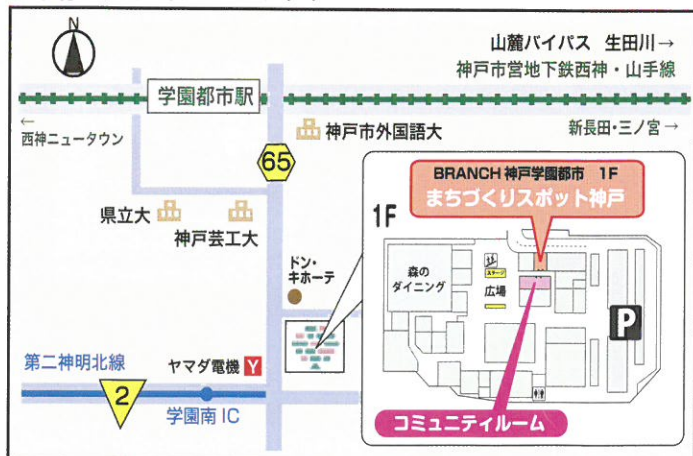 N
山麓バイパス 生田川→
神戸市営地下鉄西神・山手線
学園都市駅
←
西神ニュータウン
神戸市外国語大
新長田・三ノ宮→
65
BRANCH 神戸学園都市 1F
まちづくりスポット神戸
県立大
神戸芸工大
1F
ドン・
キホーテ
森の
ダイニング
ステージ
広場
P
第二神明北線
ヤマダ電機 Y
2
学園南 IC
コミュニティルーム